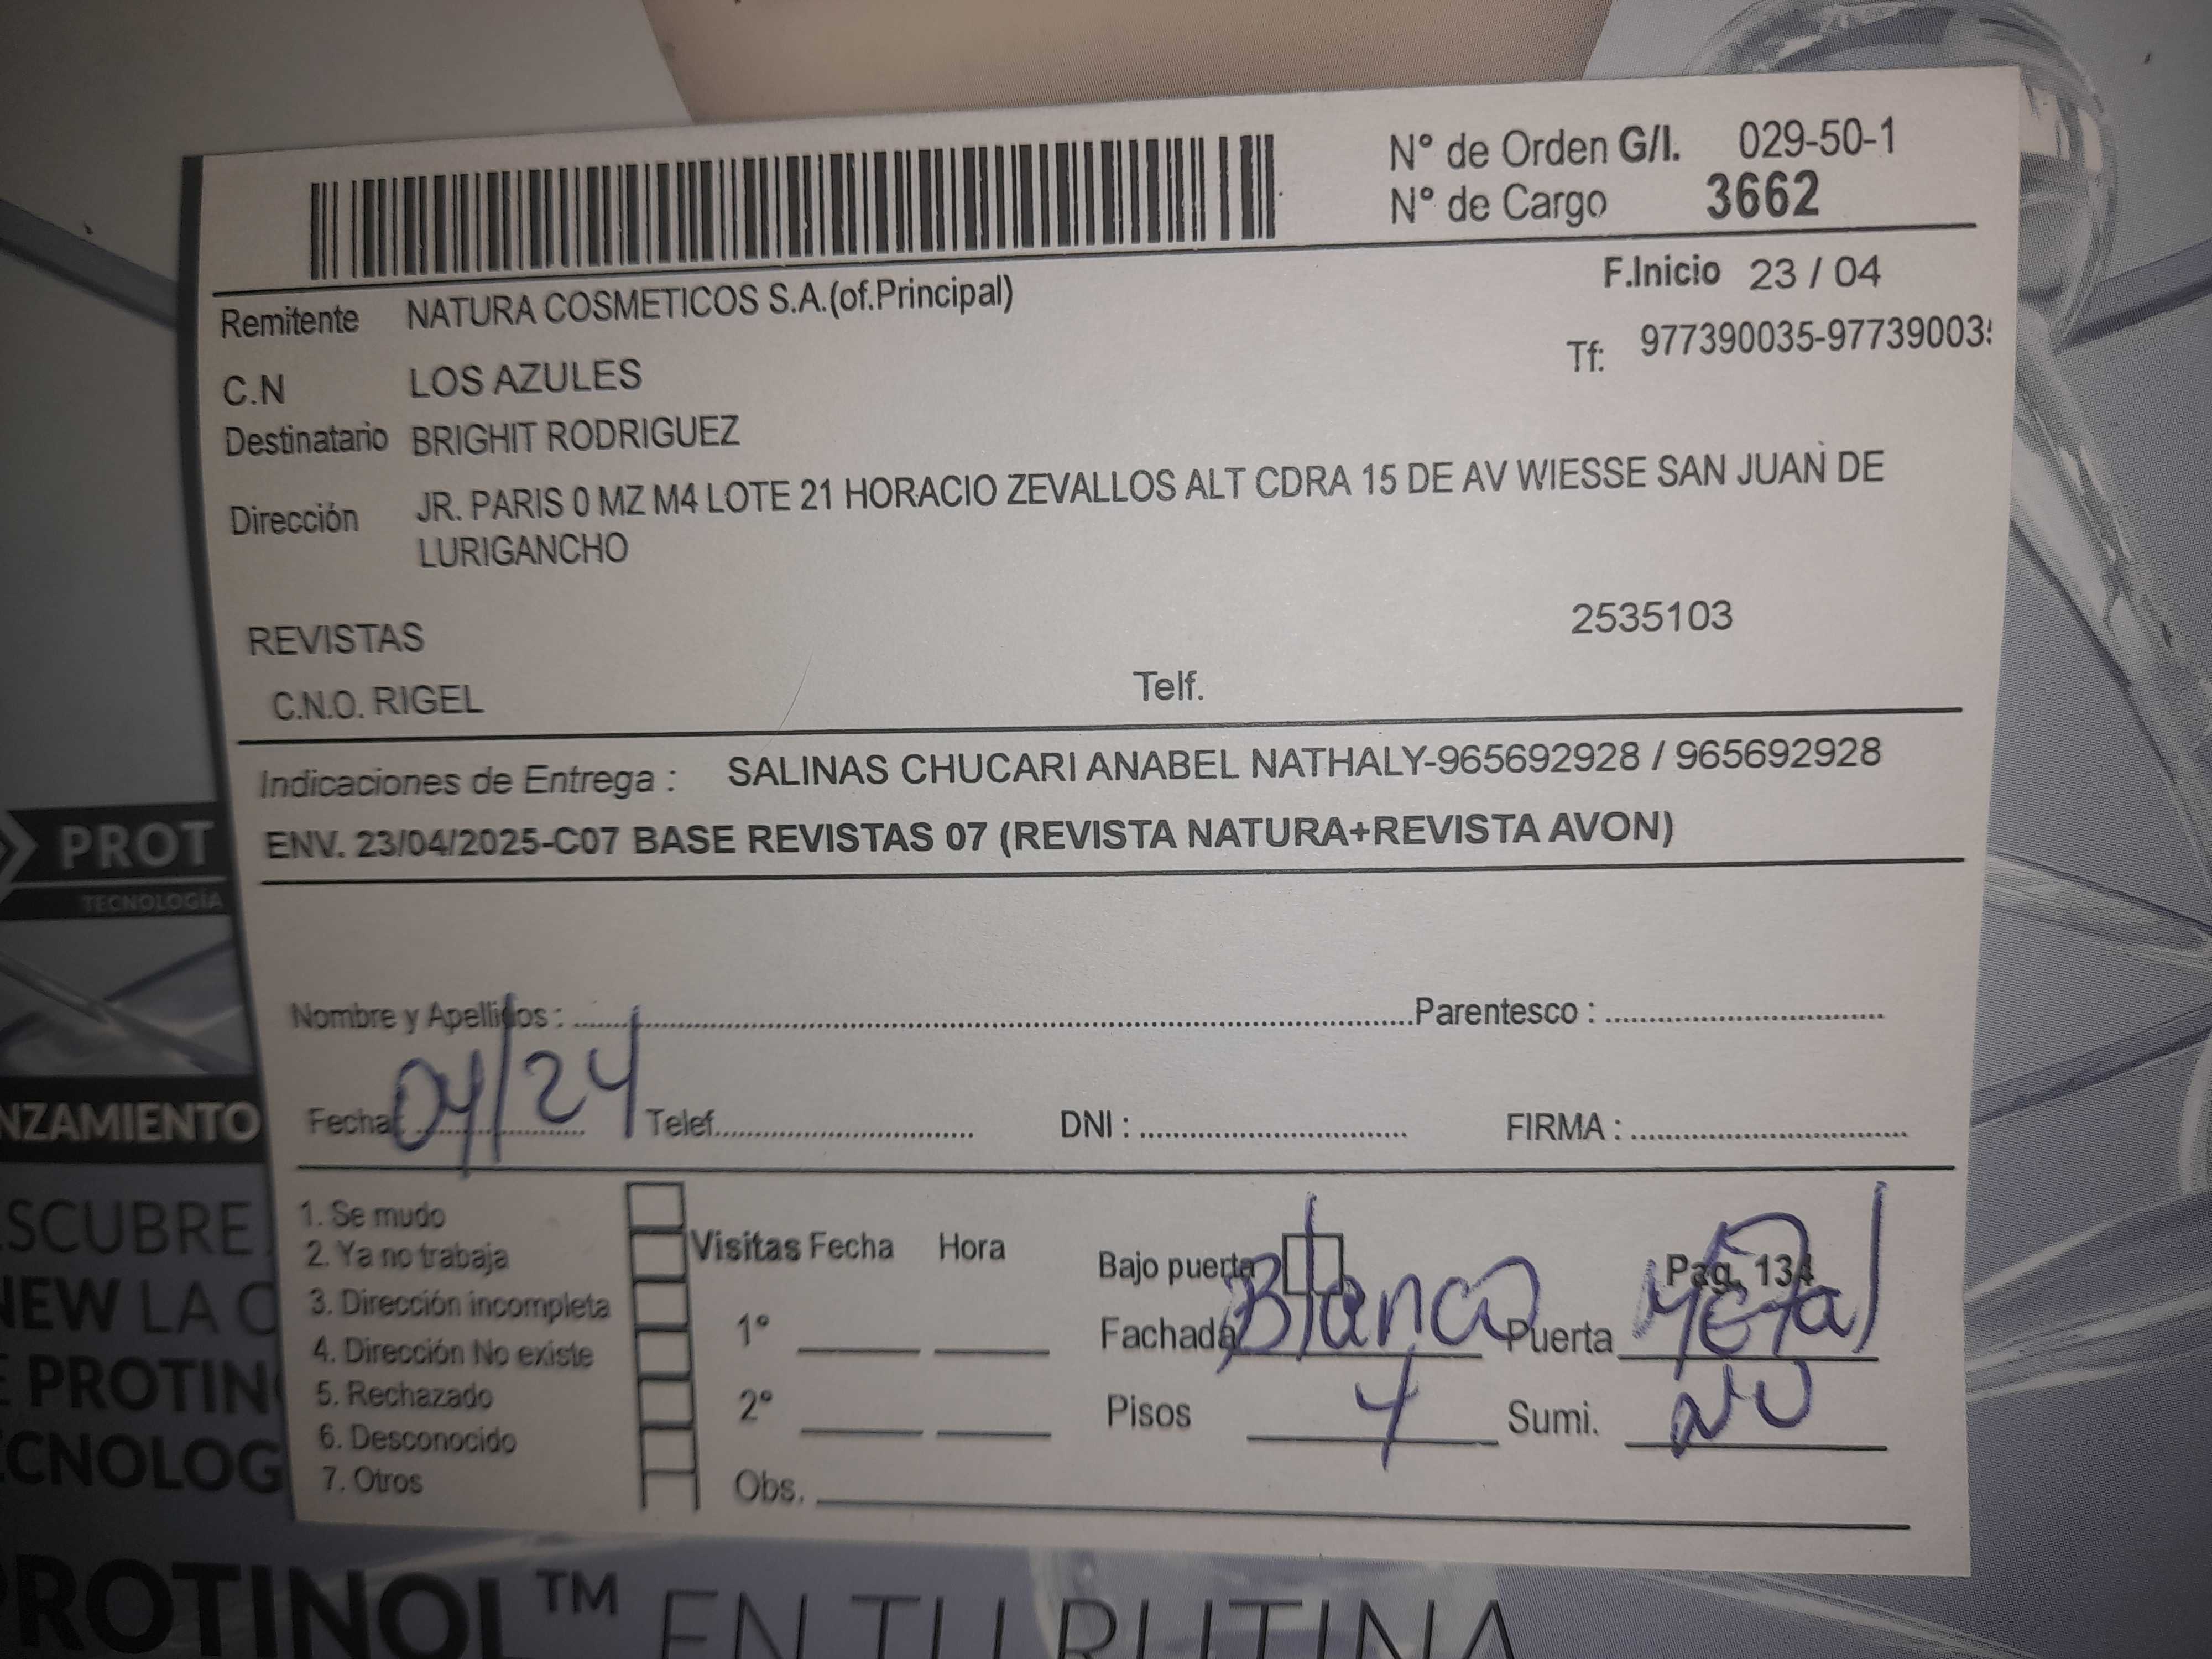 N° de Orden G/I. 029-50-1
N° de Cargo 3662
F.Inicio 23 / 04
Remitente NATURA COSMETICOS S.A.(of.Principal)
Tf: 977390035-97739003
C.N LOS AZULES
Destinatario BRIGHIT RODRIGUEZ
Dirección JR. PARIS 0 MZ M4 LOTE 21 HORACIO ZEVALLOS ALT CDRA 15 DE AV WIESSE SAN JUAN DE
LURIGANCHO
REVISTAS 2535103
C.N.O. RIGEL Telf.
Indicaciones de Entrega : SALINAS CHUCARI ANABEL NATHALY-965692928 / 965692928
ENV. 23/04/2025-C07 BASE REVISTAS 07 (REVISTA NATURA+REVISTA AVON)
Nombre y Apellidos : Parentesco :
Fecha: 04/24 Telef. DNI : FIRMA :
1. Se mudo
2. Ya no trabaja
3. Dirección incompleta
4. Dirección No existe
5. Rechazado
6. Desconocido
7. Otros
Visitas Fecha Hora
1°
2°
Obs.
Bajo puerta Pag. 134
Fachada Blanco Puerta Metal
Pisos 4 Sumi. NO
PROT
TECNOLOGÍA
NZAMIENTO
SCUBRE
NEW LA C
E PROTIN
ECNOLOG
PROTINOL™ EN TU RUTINA